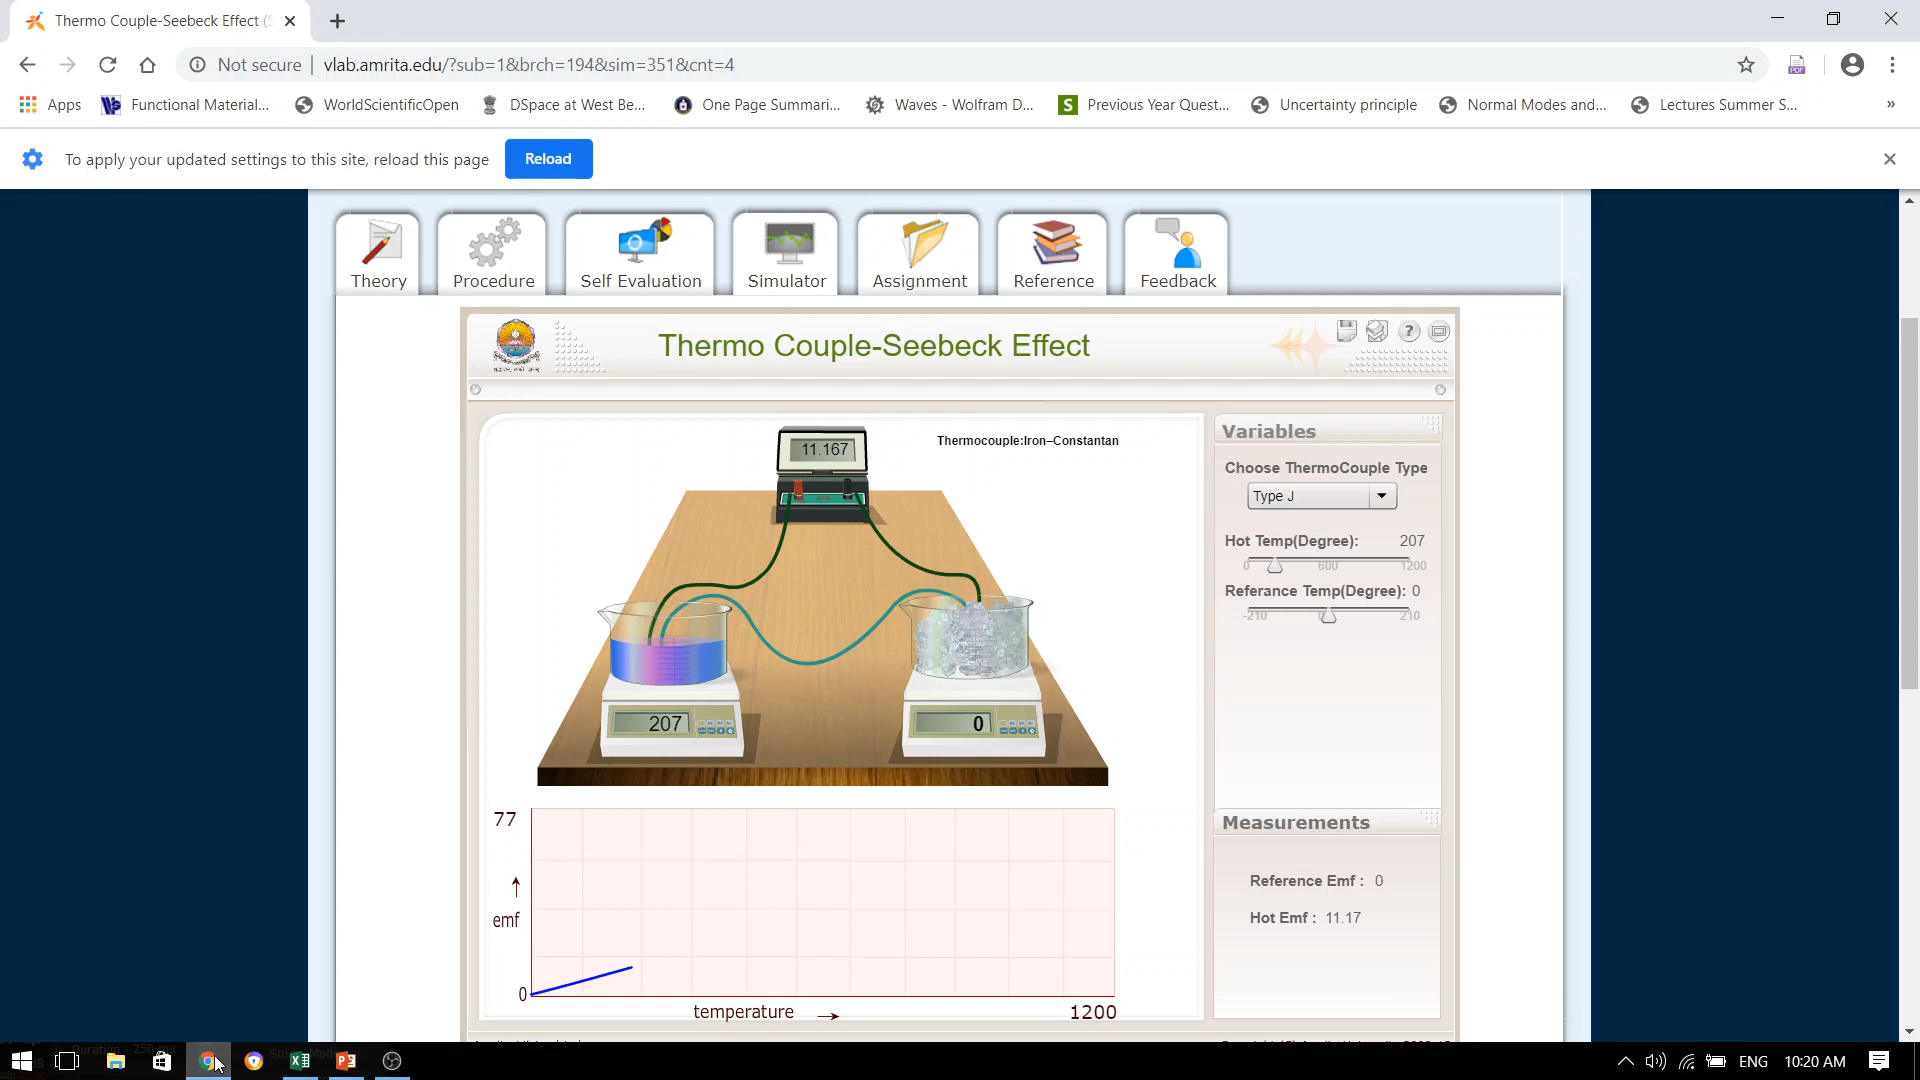 Thermo Couple-Seebeck Effect (S
Not secure | vlab.amrita.edu/?sub=1&brch=194&sim=351&cnt=4
Apps Functional Material... WorldScientificOpen DSpace at West Be... One Page Summari... Waves - Wolfram D... Previous Year Quest... Uncertainty principle Normal Modes and... Lectures Summer S... »
To apply your updated settings to this site, reload this page Reload
Theory Procedure Self Evaluation Simulator Assignment Reference Feedback
Thermo Couple-Seebeck Effect
11.167
Thermocouple:Iron–Constantan
207
0
77
emf
0
temperature
1200
Variables
Choose ThermoCouple Type
Type J
Hot Temp(Degree): 207
0 600 1200
Referance Temp(Degree): 0
-210 0 210
Measurements
Reference Emf : 0
Hot Emf : 11.17
ENG 10:20 AM